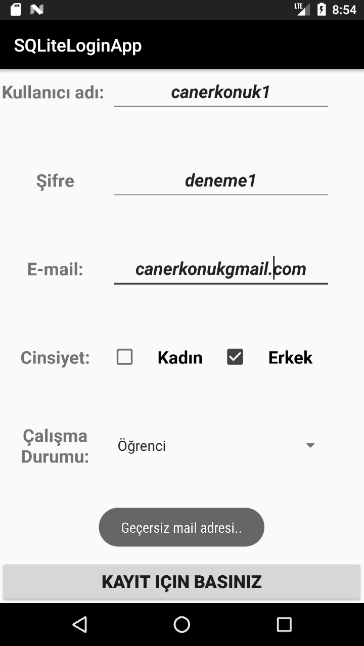 LTE 8:54
SQLiteLoginApp
Kullanıcı adı: canerkonuk1
Şifre deneme1
E-mail: canerkonukgmail.com
Cinsiyet: Kadın Erkek
Çalışma
Durumu: Öğrenci
Geçersiz mail adresi..
KAYIT IÇIN BASINIZ